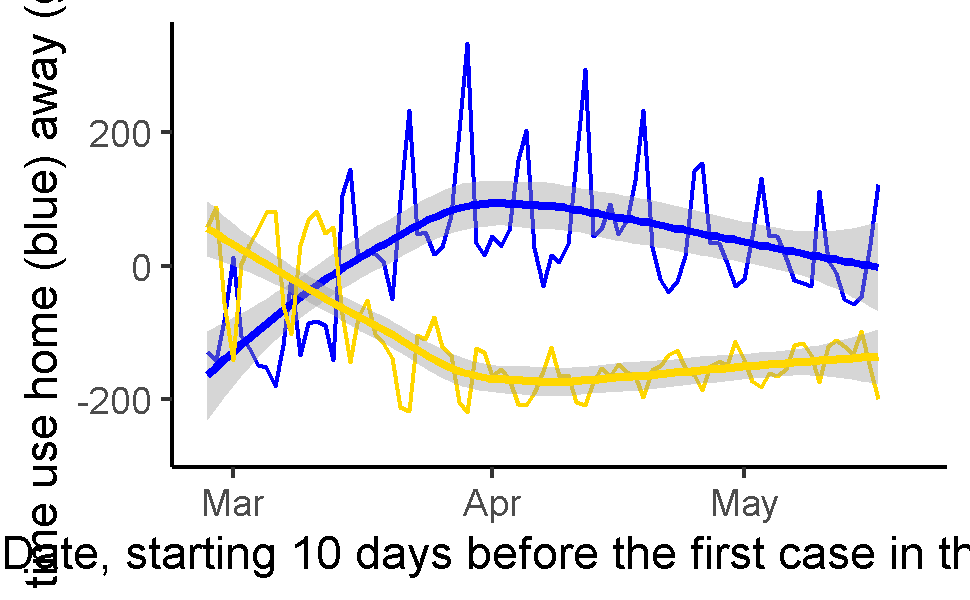 time use home (blue) away (
200
0
-200
Mar Apr May
Date, starting 10 days before the first case in th